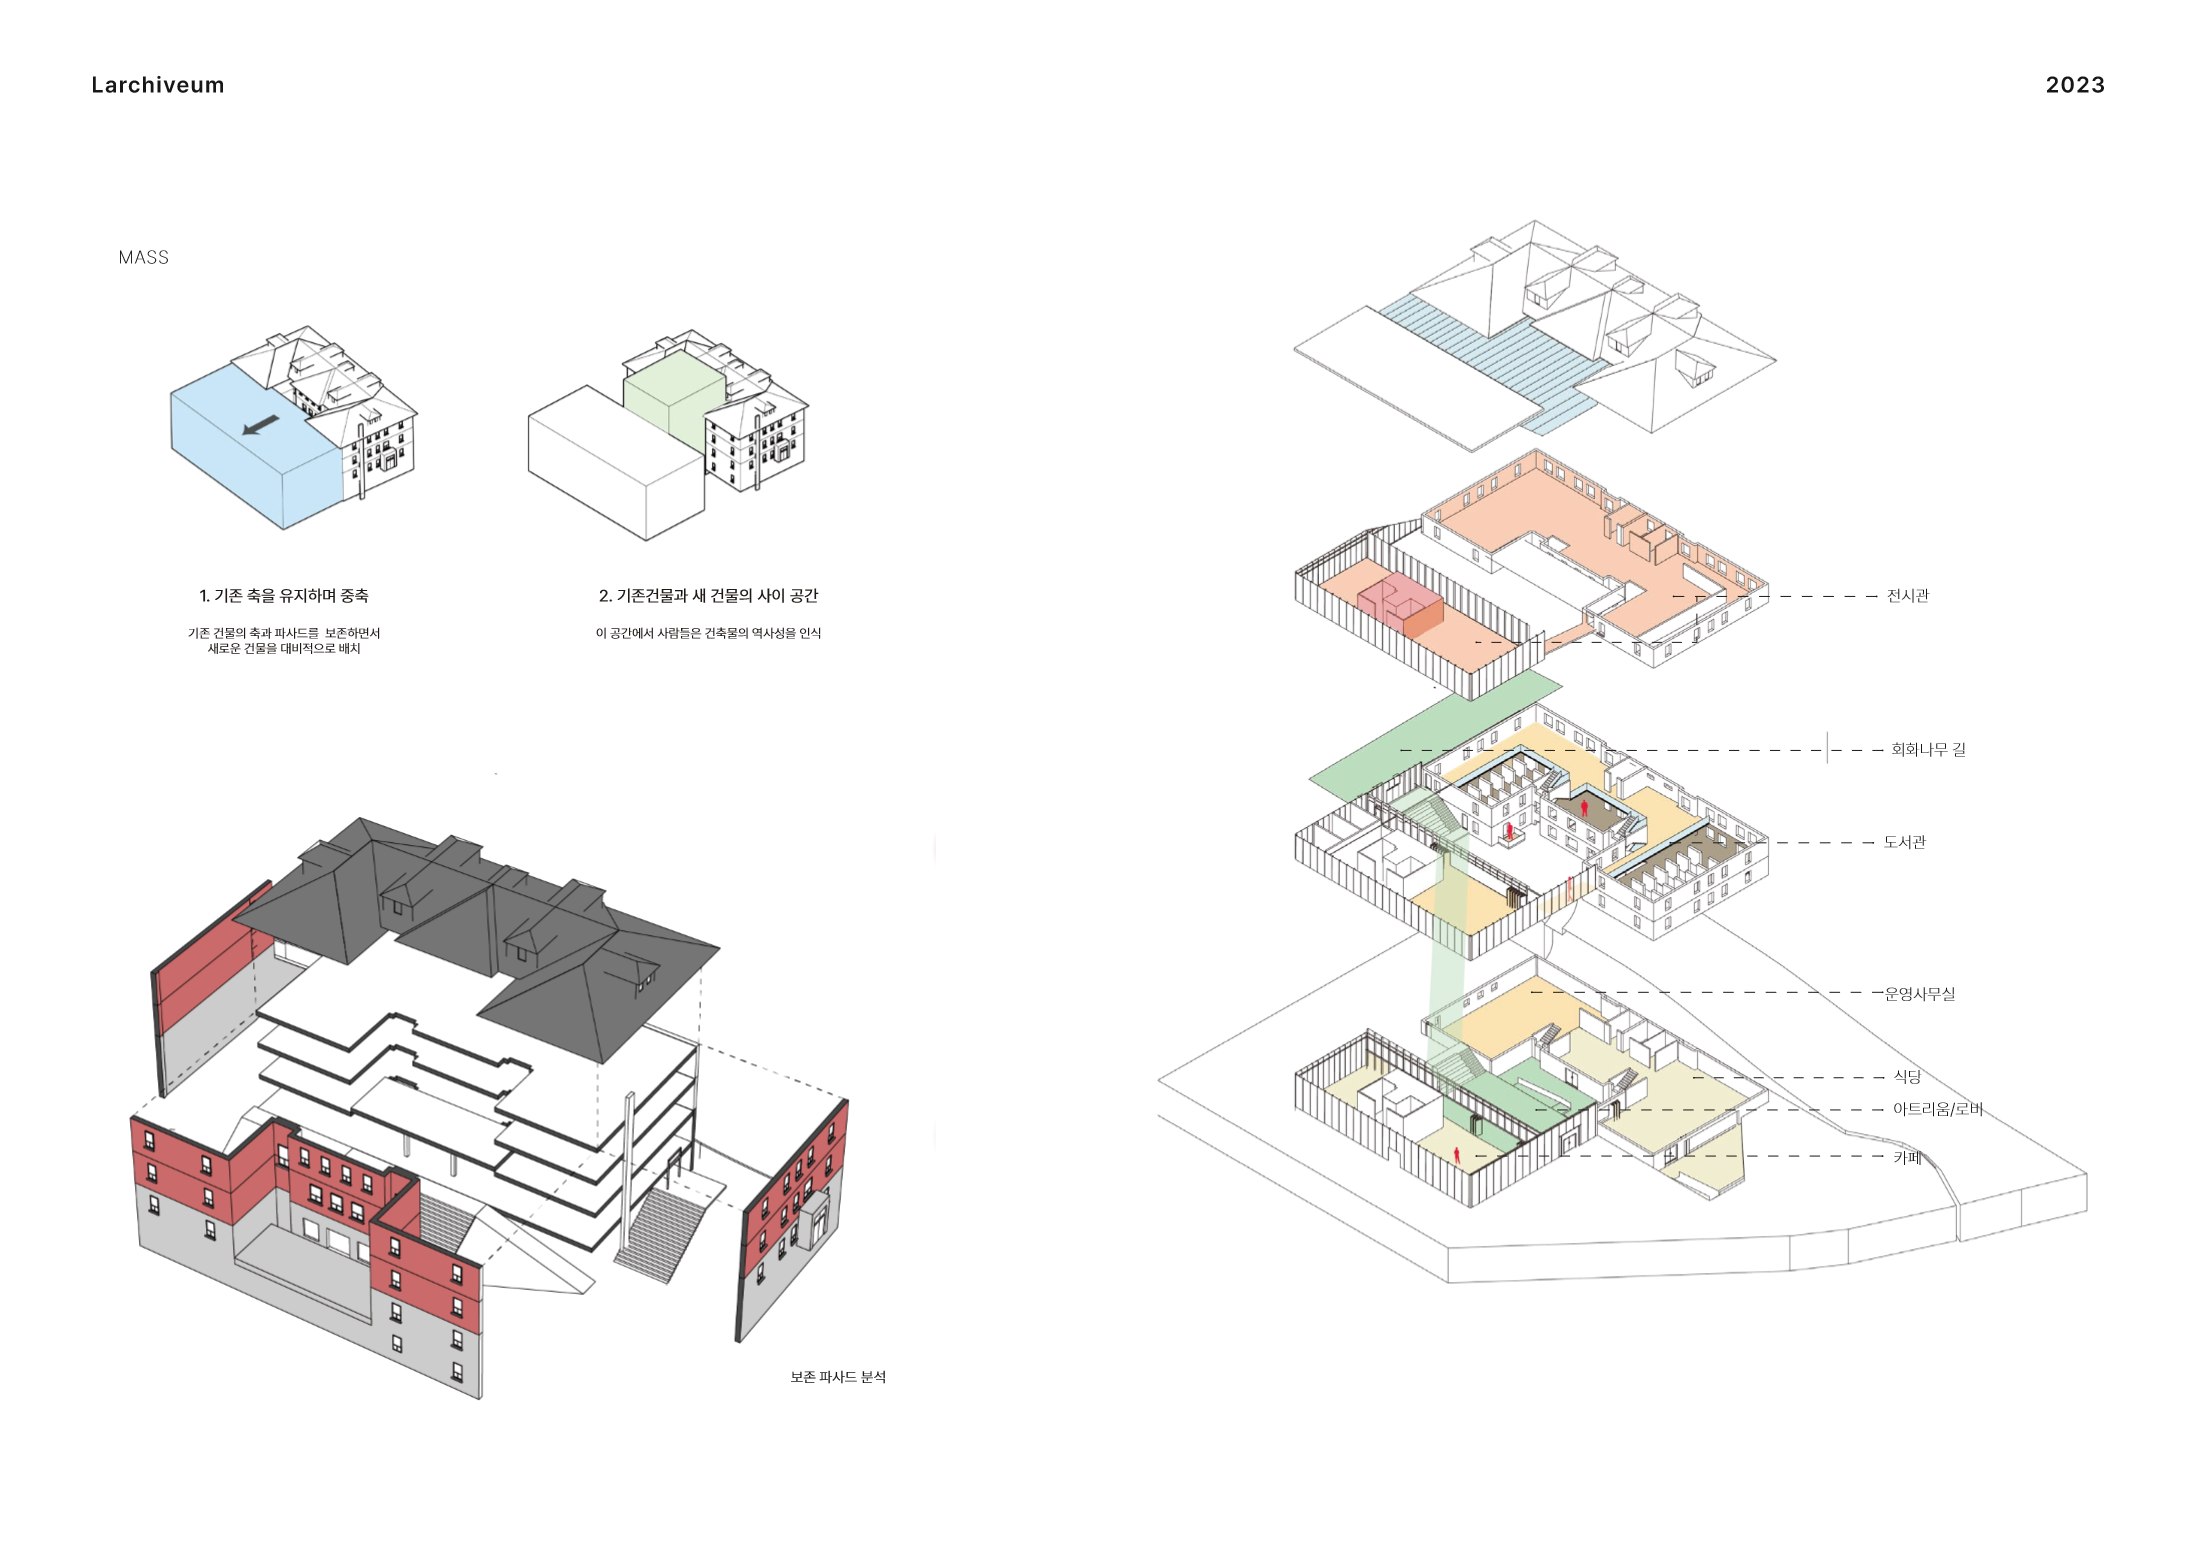 Larchiveum
2023
MASS
1. 기존 축을 유지하며 증축
기존 건물의 축과 파사드를 보존하면서
새로운 건물을 대비적으로 배치
2. 기존건물과 새 건물의 사이 공간
이 공간에서 사람들은 건축물의 역사성을 인식
보존 파사드 분석
전시관
회화나무 길
도서관
운영사무실
식당
아트리움/로비
카페